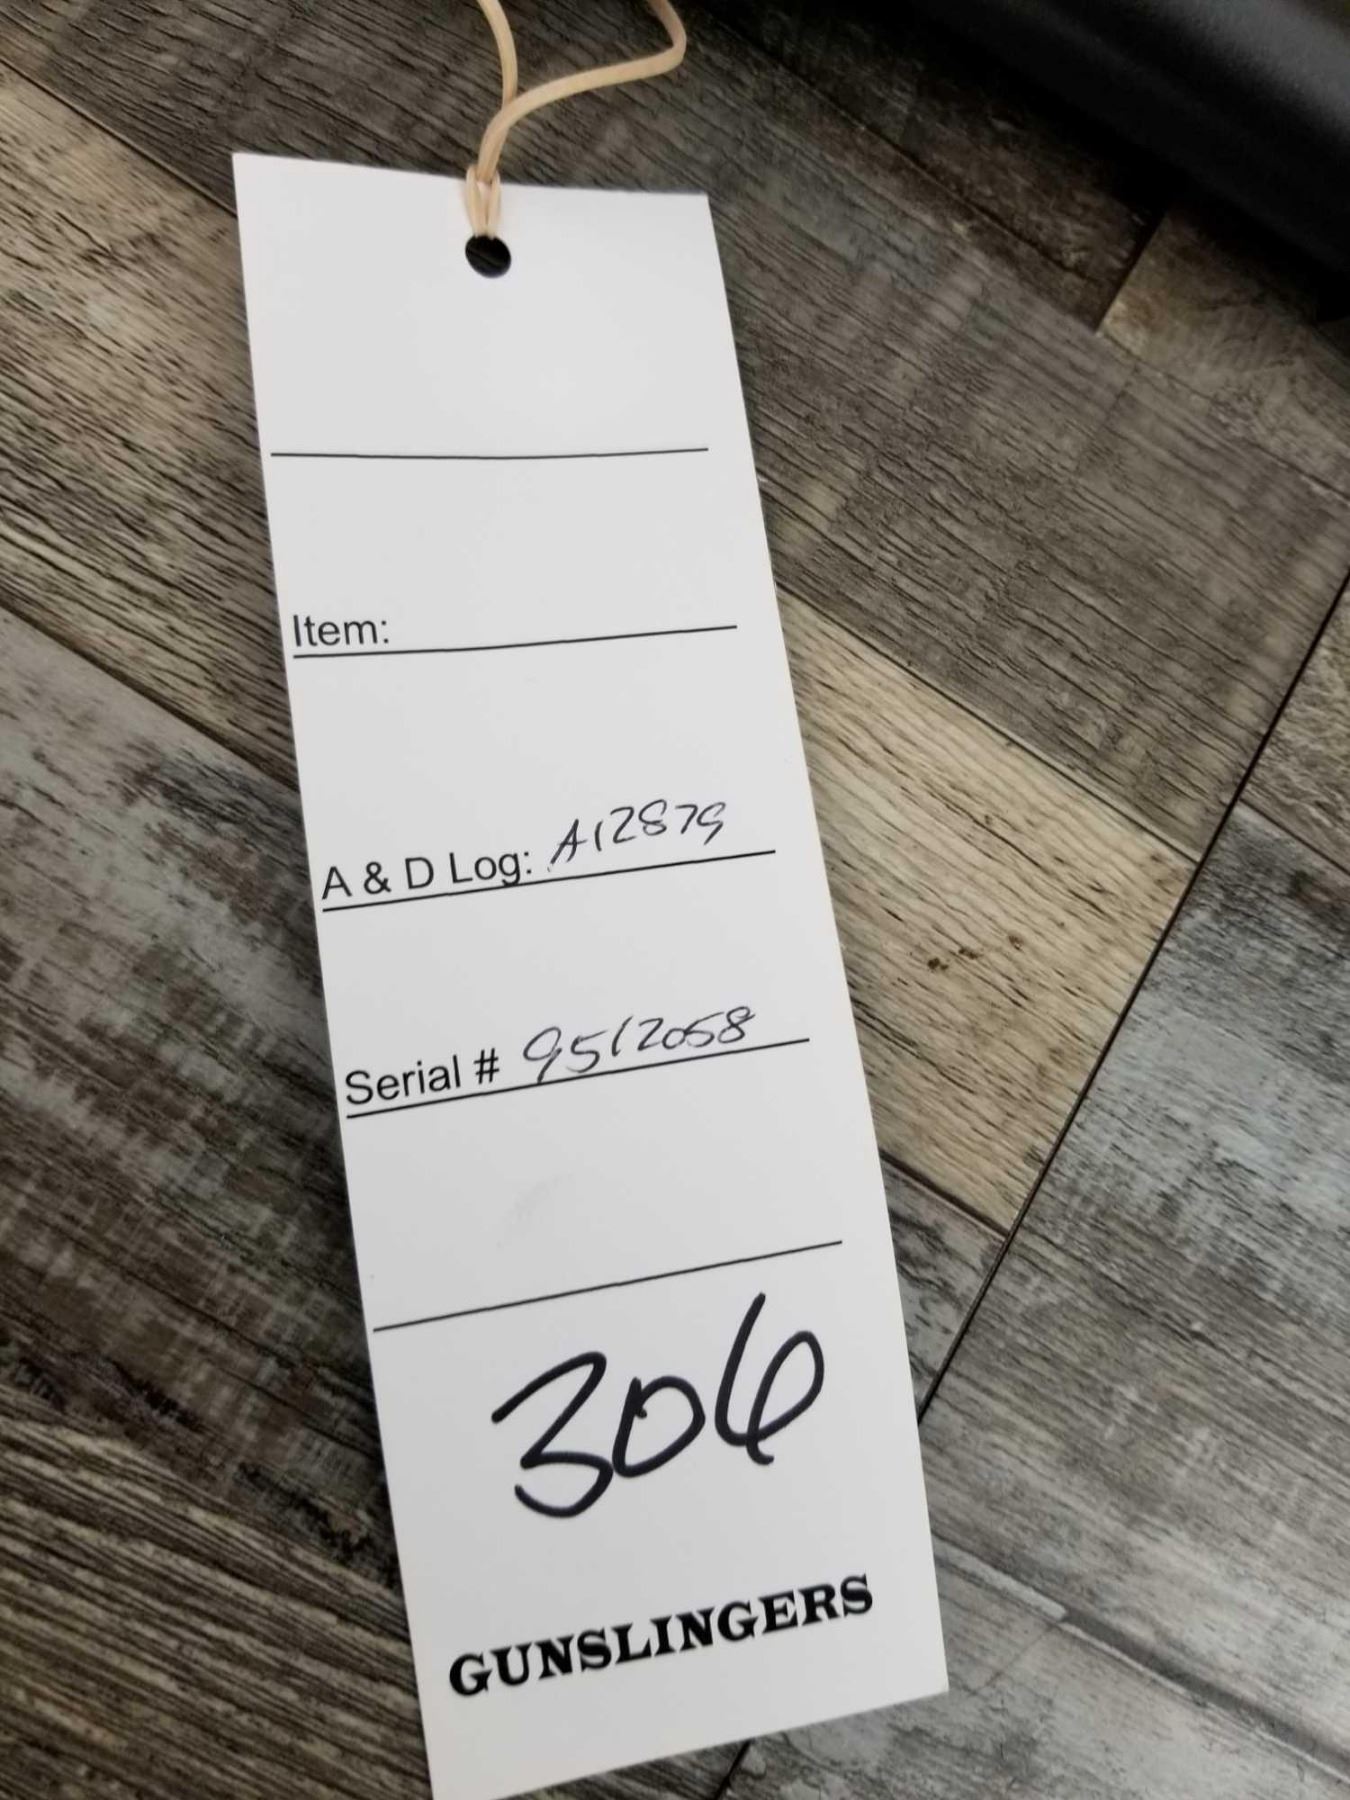 Item:
A & D Log: A12879
Serial # 9512058
306
GUNSLINGERS